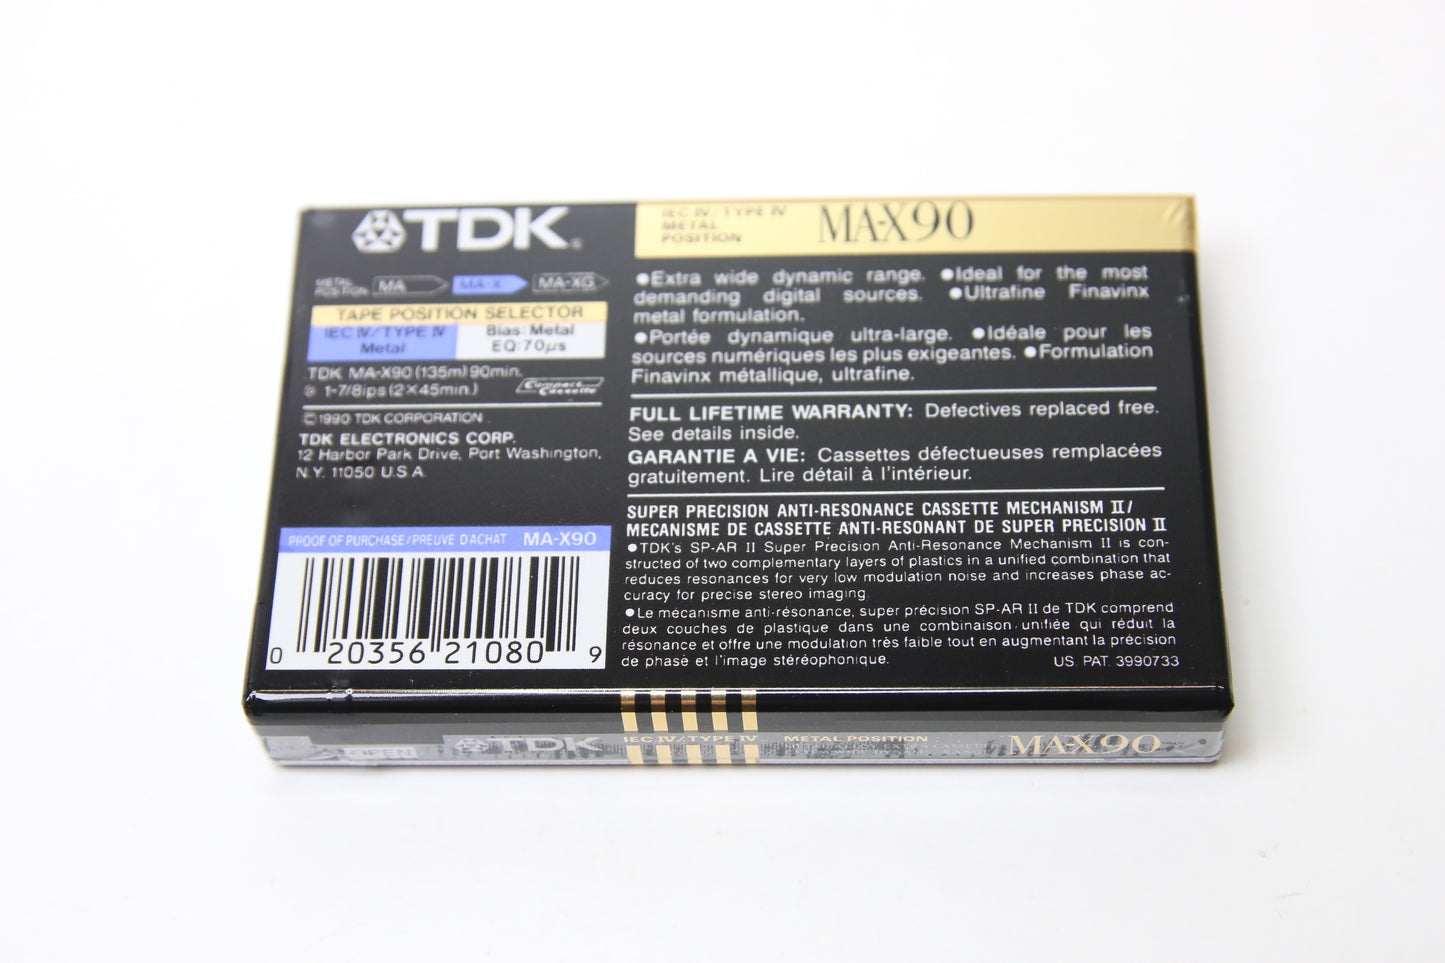 TDK
IEC IV/TYPE IV
METAL
POSITION
MA-X90
METAL
POSITION
MA
MA-X
MA-XG
TAPE POSITION SELECTOR
IEC IV/TYPE IV
Metal
Bias: Metal
EQ:70µs
TDK MA-X90 (135m) 90min.
1-7/8ips (2×45min.)
Compact
Cassette
© 1990 TDK CORPORATION
TDK ELECTRONICS CORP.
12 Harbor Park Drive, Port Washington,
N.Y. 11050 U.S.A.
PROOF OF PURCHASE/PREUVE D'ACHAT MA-X90
0 20356 21080 9
●Extra wide dynamic range. ●Ideal for the most
demanding digital sources. ●Ultrafine Finavinx
metal formulation.
●Portée dynamique ultra-large. ●Idéale pour les
sources numériques les plus exigeantes. ●Formulation
Finavinx métallique, ultrafine.
FULL LIFETIME WARRANTY: Defectives replaced free.
See details inside.
GARANTIE A VIE: Cassettes défectueuses remplacées
gratuitement. Lire détail à l'intérieur.
SUPER PRECISION ANTI-RESONANCE CASSETTE MECHANISM II/
MECANISME DE CASSETTE ANTI-RESONANT DE SUPER PRECISION II
●TDK's SP-AR II Super Precision Anti-Resonance Mechanism II is con-
structed of two complementary layers of plastics in a unified combination that
reduces resonances for very low modulation noise and increases phase ac-
curacy for precise stereo imaging.
●Le mécanisme anti-résonance, super précision SP-AR II de TDK comprend
deux couches de plastique dans une combinaison unifiée qui réduit la
résonance et offre une modulation très faible tout en augmentant la précision
de phase et l'image stéréophonique.
US. PAT. 3990733
OPEN
TDK
IEC IV/TYPE IV
METAL POSITION
MA-X90